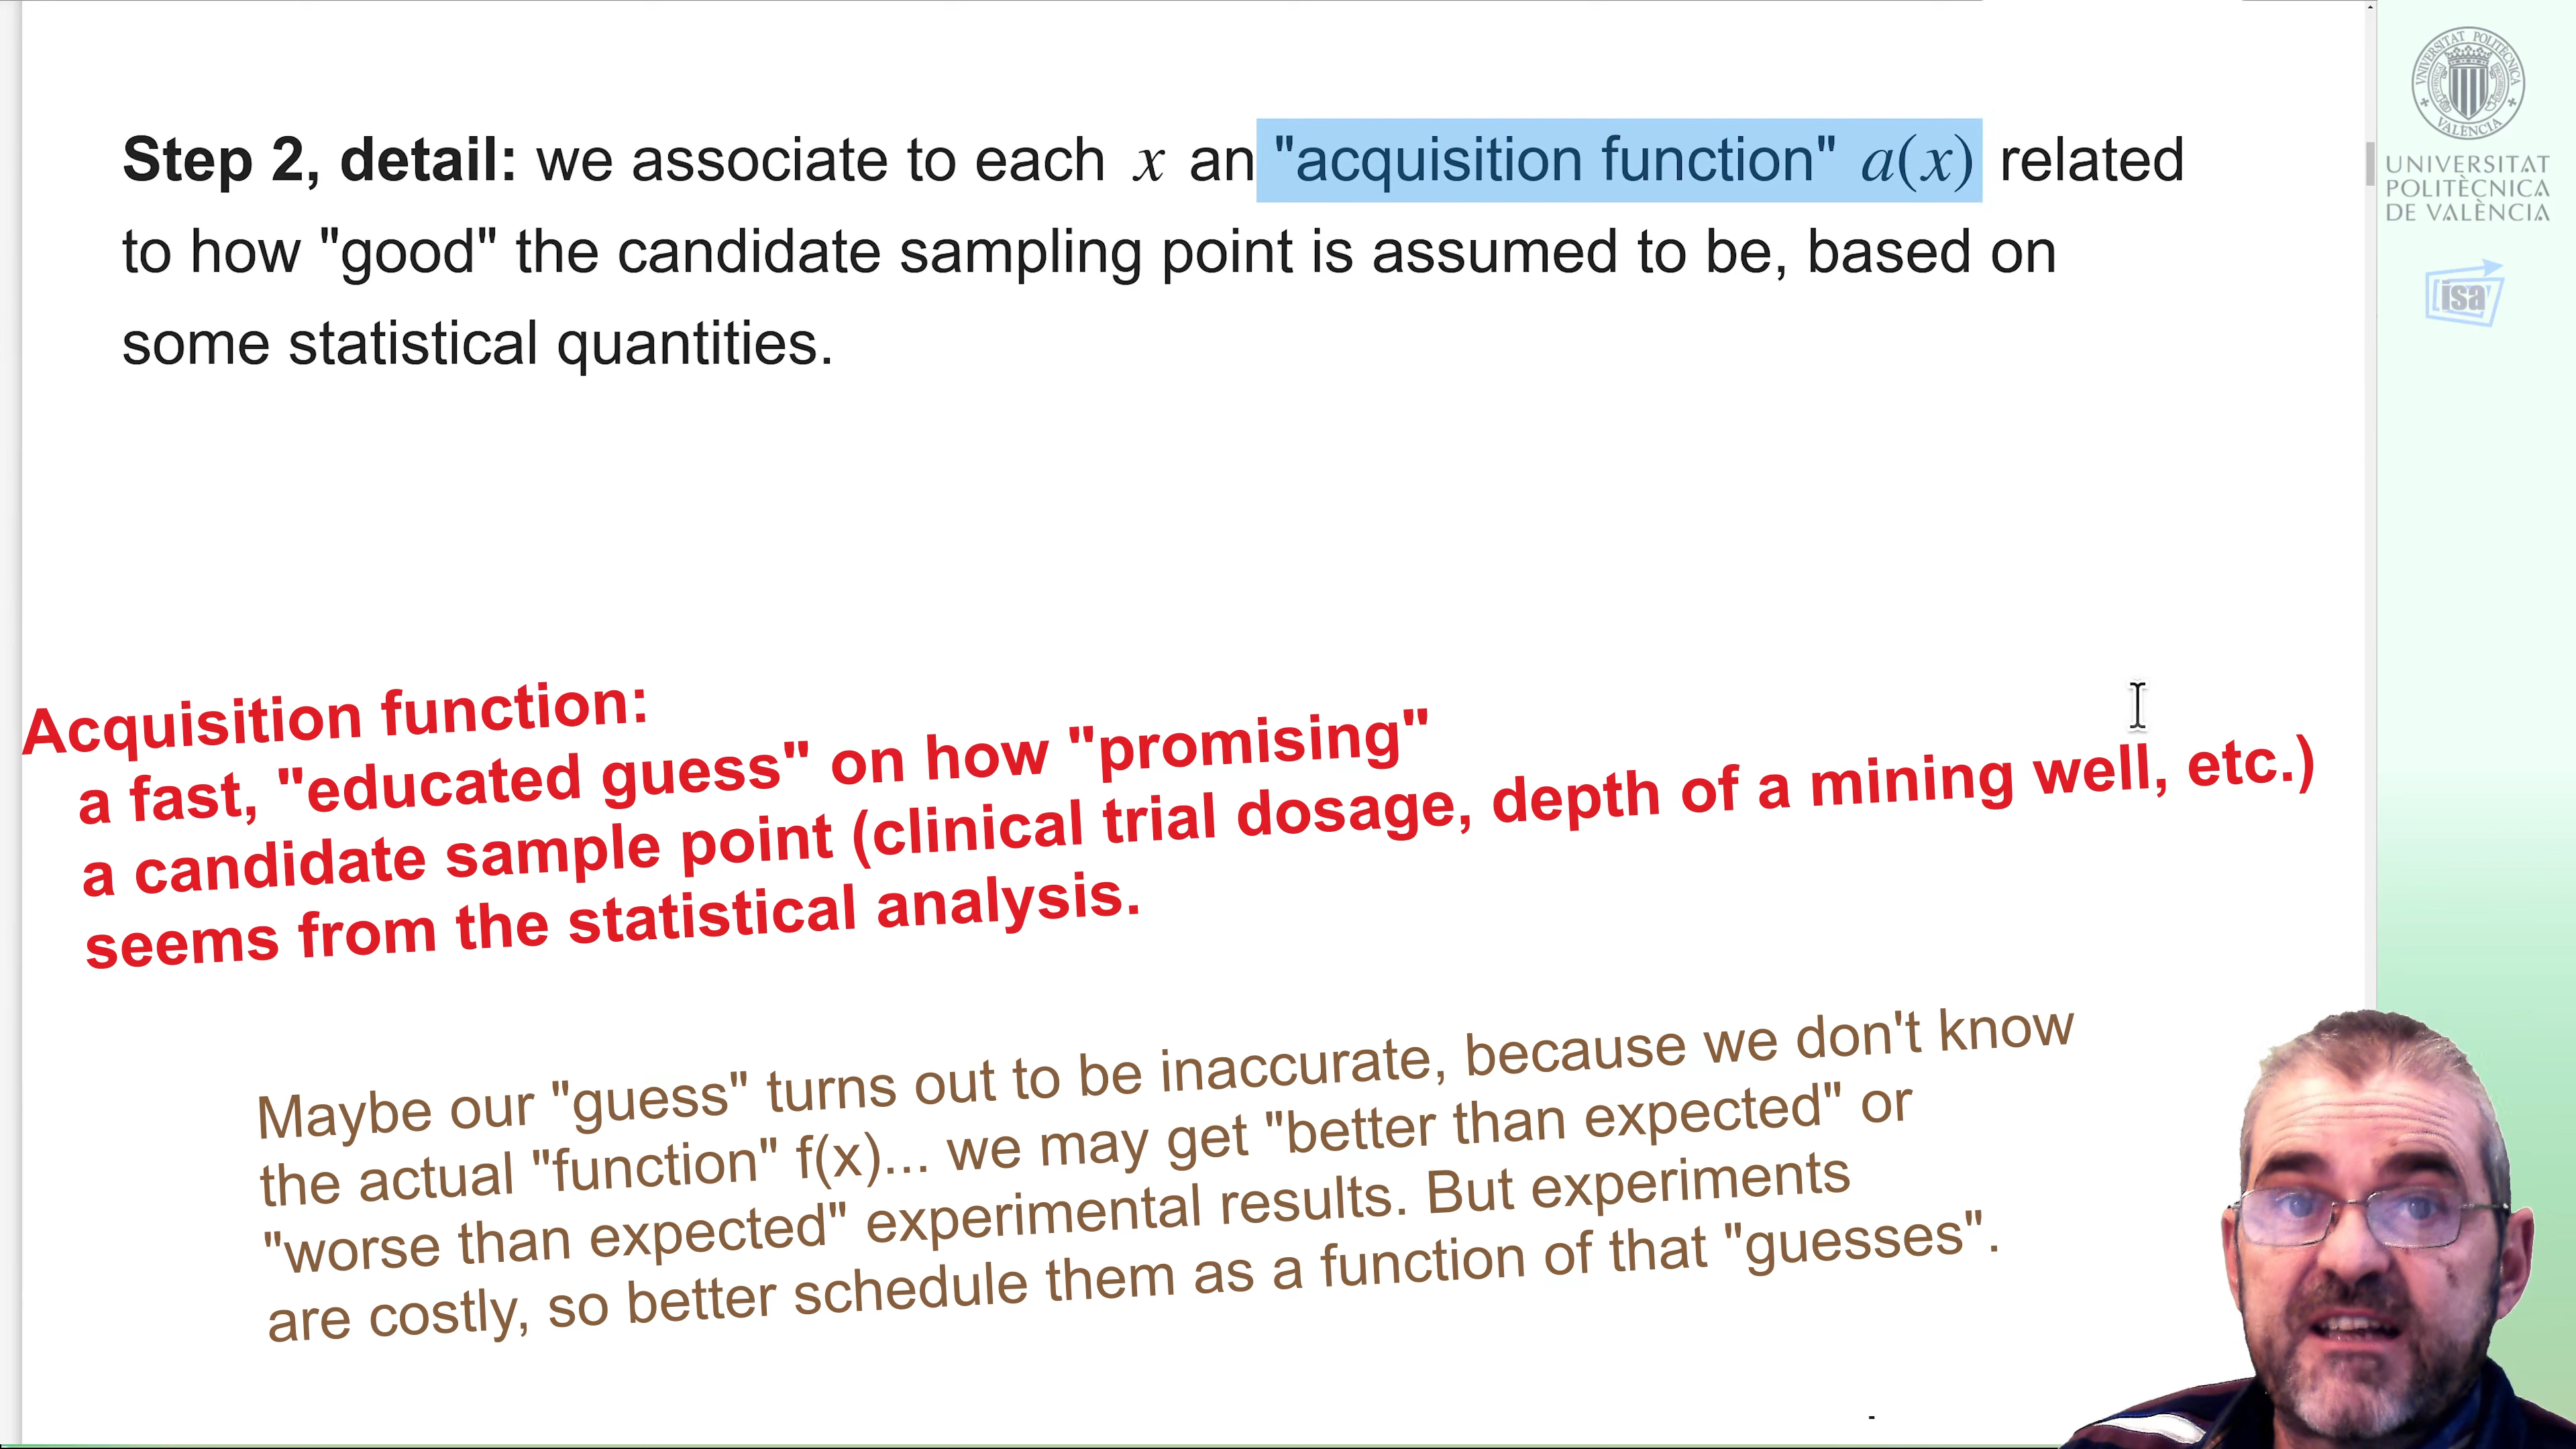 Step 2, detail: we associate to each x an "acquisition function" a(x) related
to how "good" the candidate sampling point is assumed to be, based on
some statistical quantities.
Acquisition function:
a fast, "educated guess" on how "promising"
a candidate sample point (clinical trial dosage, depth of a mining well, etc.)
seems from the statistical analysis.
Maybe our "guess" turns out to be inaccurate, because we don't know
the actual "function" f(x)... we may get "better than expected" or
"worse than expected" experimental results. But experiments
are costly, so better schedule them as a function of that "guesses".
UNIVERSITAT POLITÈCNICA
VALÈNCIA
UNIVERSITAT
POLITÈCNICA
DE VALÈNCIA
isa